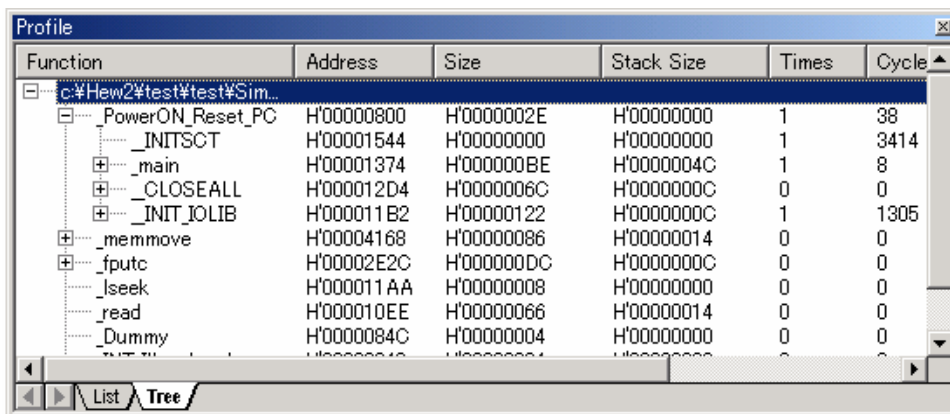 Profile
Function Address Size Stack Size Times Cycle
c:¥Hew2¥test¥test¥Sim...
_PowerON_Reset_PC H'00000800 H'0000002E H'00000000 1 38
__INITSCT H'00001544 H'00000000 H'00000000 1 3414
_main H'00001374 H'000000BE H'0000004C 1 8
__CLOSEALL H'000012D4 H'0000006C H'0000000C 0 0
__INIT_IOLIB H'000011B2 H'00000122 H'0000000C 1 1305
_memmove H'00004168 H'00000086 H'00000014 0 0
_fputc H'00002E2C H'000000DC H'0000000C 0 0
_lseek H'000011AA H'00000008 H'00000000 0 0
_read H'000010EE H'00000066 H'00000014 0 0
_Dummy H'0000084C H'00000004 H'00000000 0 0
List Tree